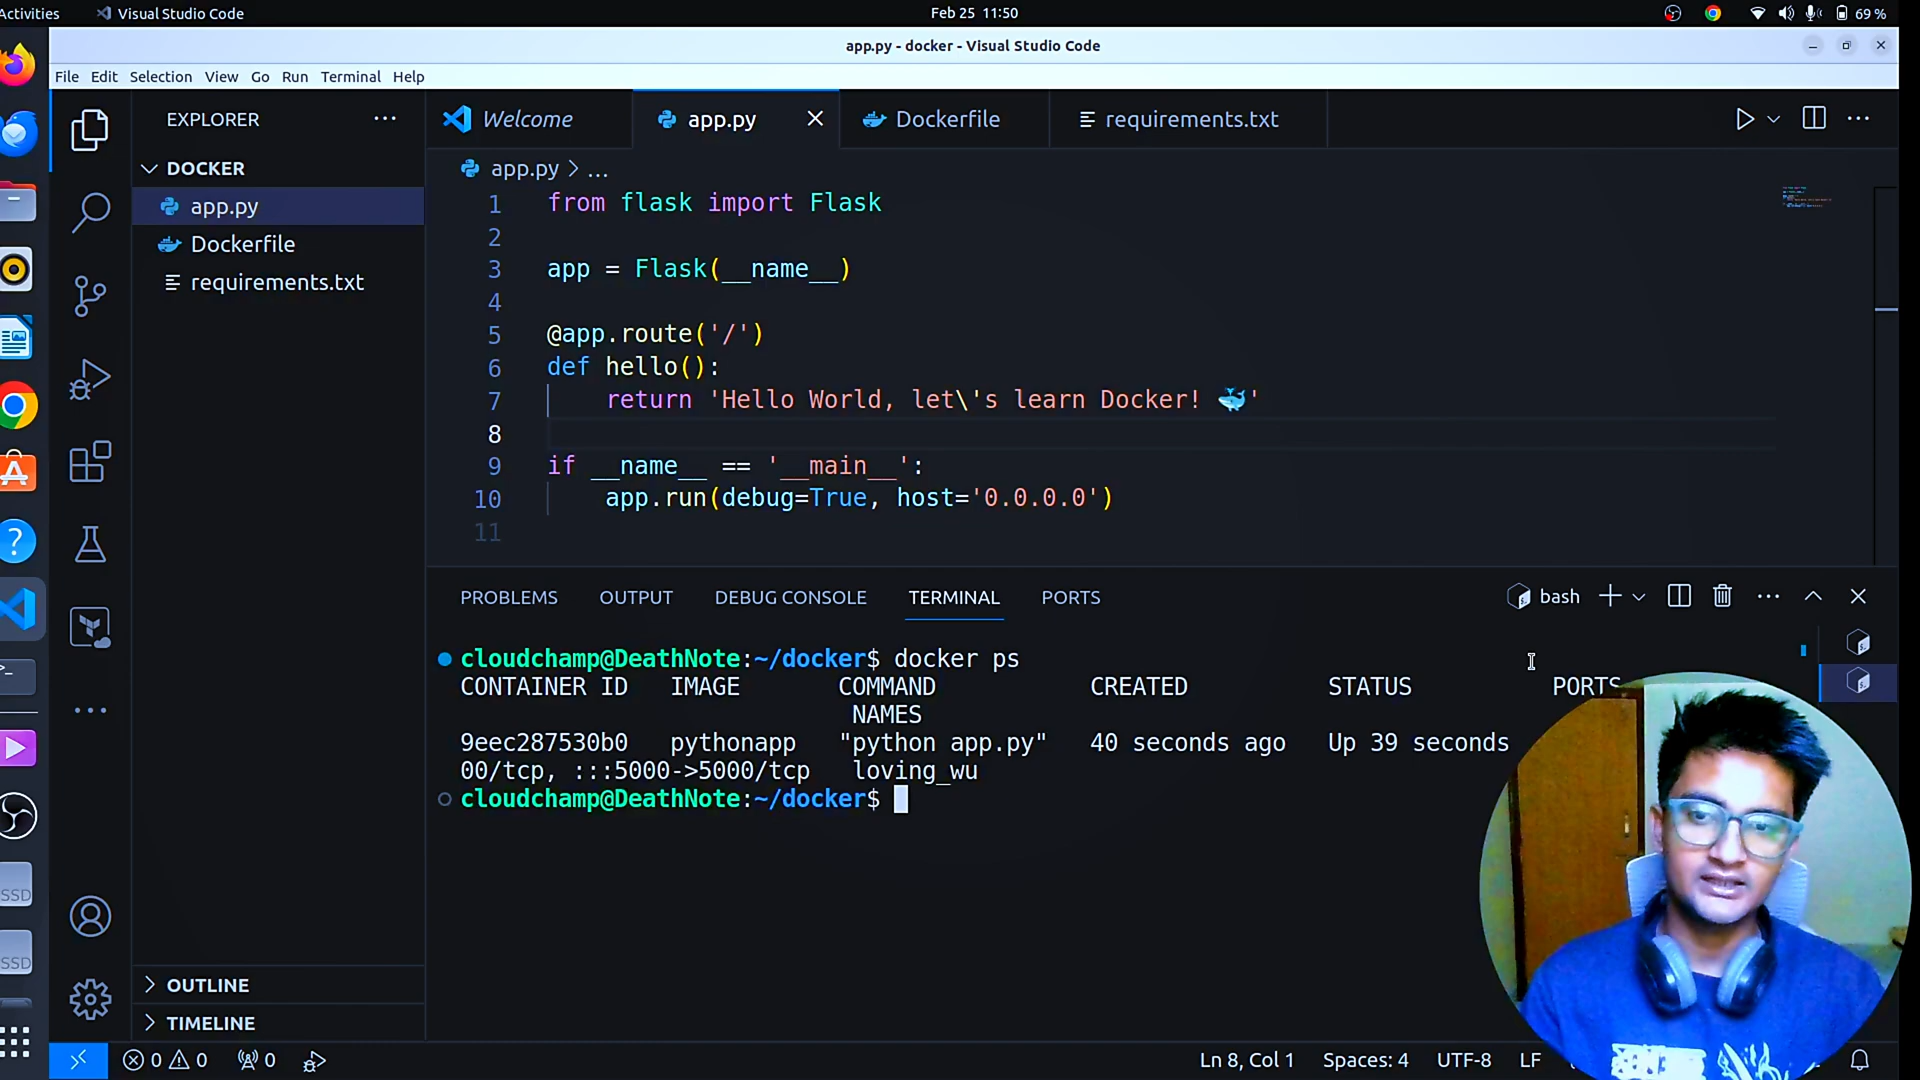 Activities
Visual Studio Code
Feb 25 11:50
69 %
app.py - docker - Visual Studio Code
File Edit Selection View Go Run Terminal Help
EXPLORER
Welcome
app.py
Dockerfile
requirements.txt
DOCKER
app.py
Dockerfile
requirements.txt
app.py > ...
1 from flask import Flask
2
3 app = Flask(__name__)
4
5 @app.route('/')
6 def hello():
7 return 'Hello World, let\'s learn Docker! 🐳'
8
9 if __name__ == '__main__':
10 app.run(debug=True, host='0.0.0.0')
11
PROBLEMS OUTPUT DEBUG CONSOLE TERMINAL PORTS
bash
cloudchamp@DeathNote:~/docker$ docker ps
CONTAINER ID IMAGE COMMAND CREATED STATUS PORTS
NAMES
9eec287530b0 pythonapp "python app.py" 40 seconds ago Up 39 seconds
00/tcp, :::5000->5000/tcp loving_wu
cloudchamp@DeathNote:~/docker$
SSD
SSD
OUTLINE
TIMELINE
0 0 0
Ln 8, Col 1 Spaces: 4 UTF-8 LF